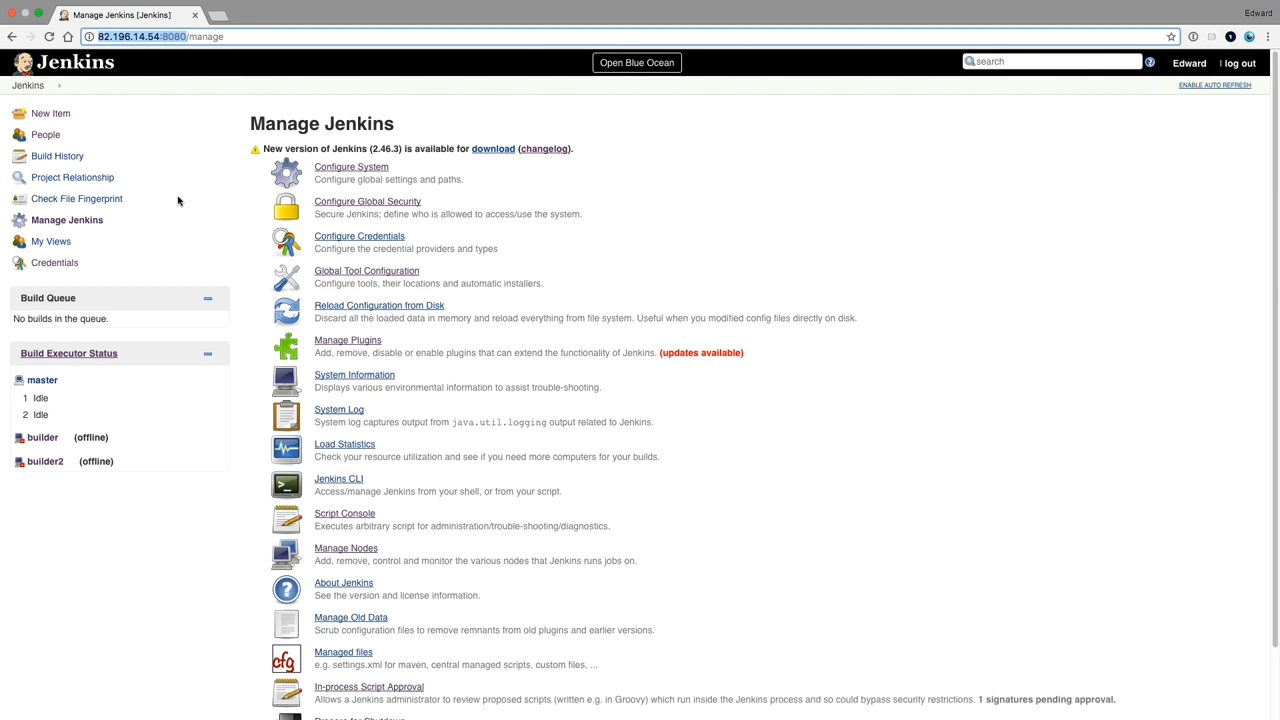 Manage Jenkins [Jenkins]
Edward
82.196.14.54:8080/manage
Jenkins
Open Blue Ocean
search
Edward
| log out
Jenkins
ENABLE AUTO REFRESH
New Item
People
Build History
Project Relationship
Check File Fingerprint
Manage Jenkins
My Views
Credentials
Build Queue
No builds in the queue.
Build Executor Status
master
1 Idle
2 Idle
builder (offline)
builder2 (offline)
Manage Jenkins
New version of Jenkins (2.46.3) is available for download (changelog).
Configure System
Configure global settings and paths.
Configure Global Security
Secure Jenkins; define who is allowed to access/use the system.
Configure Credentials
Configure the credential providers and types
Global Tool Configuration
Configure tools, their locations and automatic installers.
Reload Configuration from Disk
Discard all the loaded data in memory and reload everything from file system. Useful when you modified config files directly on disk.
Manage Plugins
Add, remove, disable or enable plugins that can extend the functionality of Jenkins. (updates available)
System Information
Displays various environmental information to assist trouble-shooting.
System Log
System log captures output from java.util.logging output related to Jenkins.
Load Statistics
Check your resource utilization and see if you need more computers for your builds.
Jenkins CLI
Access/manage Jenkins from your shell, or from your script.
Script Console
Executes arbitrary script for administration/trouble-shooting/diagnostics.
Manage Nodes
Add, remove, control and monitor the various nodes that Jenkins runs jobs on.
About Jenkins
See the version and license information.
Manage Old Data
Scrub configuration files to remove remnants from old plugins and earlier versions.
cfg
Managed files
e.g. settings.xml for maven, central managed scripts, custom files, ...
In-process Script Approval
Allows a Jenkins administrator to review proposed scripts (written e.g. in Groovy) which run inside the Jenkins process and so could bypass security restrictions. 1 signatures pending approval.